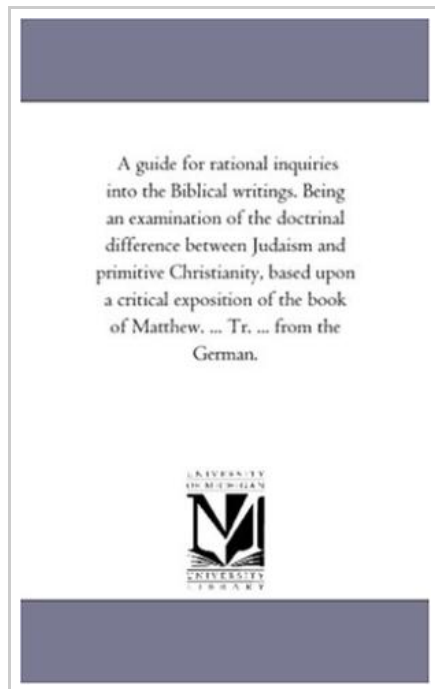 A guide for rational inquiries
into the Biblical writings. Being
an examination of the doctrinal
difference between Judaism and
primitive Christianity, based upon
a critical exposition of the book
of Matthew. ... Tr. ... from the
German.
UNIVERSITY
OF MICHIGAN
M
UNIVERSITY
LIBRARY